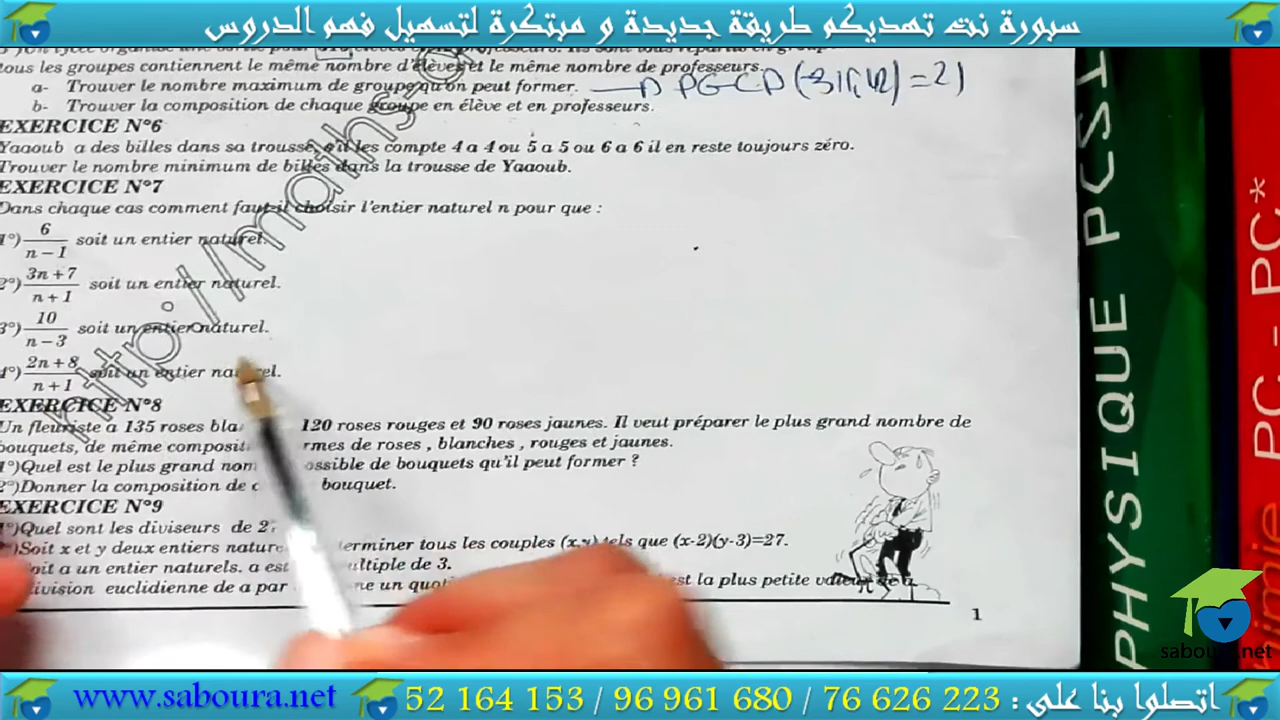 سبورة نت تهديكم طريقة جديدة و مبتكرة لتسهيل فهم الدروس
tous les groupes contiennent le même nombre d'élèves et le même nombre de professeurs.
a- Trouver le nombre maximum de groupe qu'on peut former. PGCD(315,42)=21
b- Trouver la composition de chaque groupe en élève et en professeurs.
EXERCICE N°6
Yaaoub a des billes dans sa trousse, s'il les compte 4 a 4 ou 5 a 5 ou 6 a 6 il en reste toujours zéro.
Trouver le nombre minimum de billes dans la trousse de Yaaoub.
EXERCICE N°7
Dans chaque cas comment faut-il choisir l'entier naturel n pour que :
1°) 6/(n-1) soit un entier naturel.
2°) (3n+7)/(n+1) soit un entier naturel.
3°) 10/(n-3) soit un entier naturel.
4°) (2n+8)/(n+1) soit un entier naturel.
http://maths
EXERCICE N°8
Un fleuriste a 135 roses 120 roses rouges et 90 roses jaunes. Il veut préparer le plus grand nombre de
bouquets, de même de roses , blanches , rouges et jaunes.
1°)Quel est le plus grand possible de bouquets qu'il peut former ?
2°)Donner la composition de bouquet.
EXERCICE N°9
1°)Quel sont les diviseurs de
)Soit x et y deux entiers tous les couples (x,y) tels que (x-2)(y-3)=27.
soit a un entier naturels. a est multiple de 3.
division euclidienne de a par un est la plus petite
1
PHYSIQUE PCSI
PC - PC*
saboura.net
www.saboura.net
52 164 153 / 96 961 680 / 76 626 223 : اتصلوا بنا على